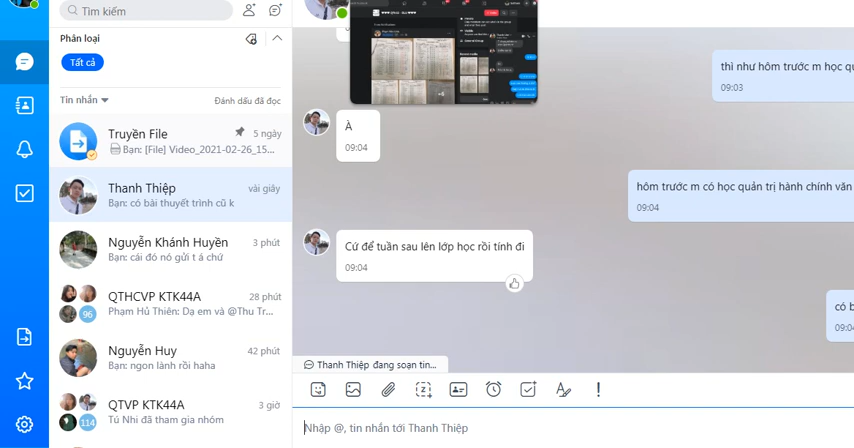 Tìm kiếm
Phân loại
Tất cả
Tin nhắn
Đánh dấu đã đọc
Truyền File
5 ngày
Bạn: [File] Video_2021-02-26_15...
Thanh Thiệp
vài giây
Bạn: có bài thuyết trình cũ k
Nguyễn Khánh Huyền
3 phút
Bạn: cái đó nó gửi t á chứ
QTHCVP KTK44A
28 phút
96
Phạm Hủ Thiên: Dạ em và @Thu Tr...
Nguyễn Huy
42 phút
Bạn: ngon lành rồi haha
QTVP KTK44A
3 giờ
114
Tú Nhi đã tham gia nhóm
thì như hôm trước m học qu
09:03
À
09:04
hôm trước m có học quản trị hành chính văn
09:04
Cứ để tuần sau lên lớp học rồi tính đi
09:04
có b
09:04
Thanh Thiệp đang soạn tin...
Nhập @, tin nhắn tới Thanh Thiệp